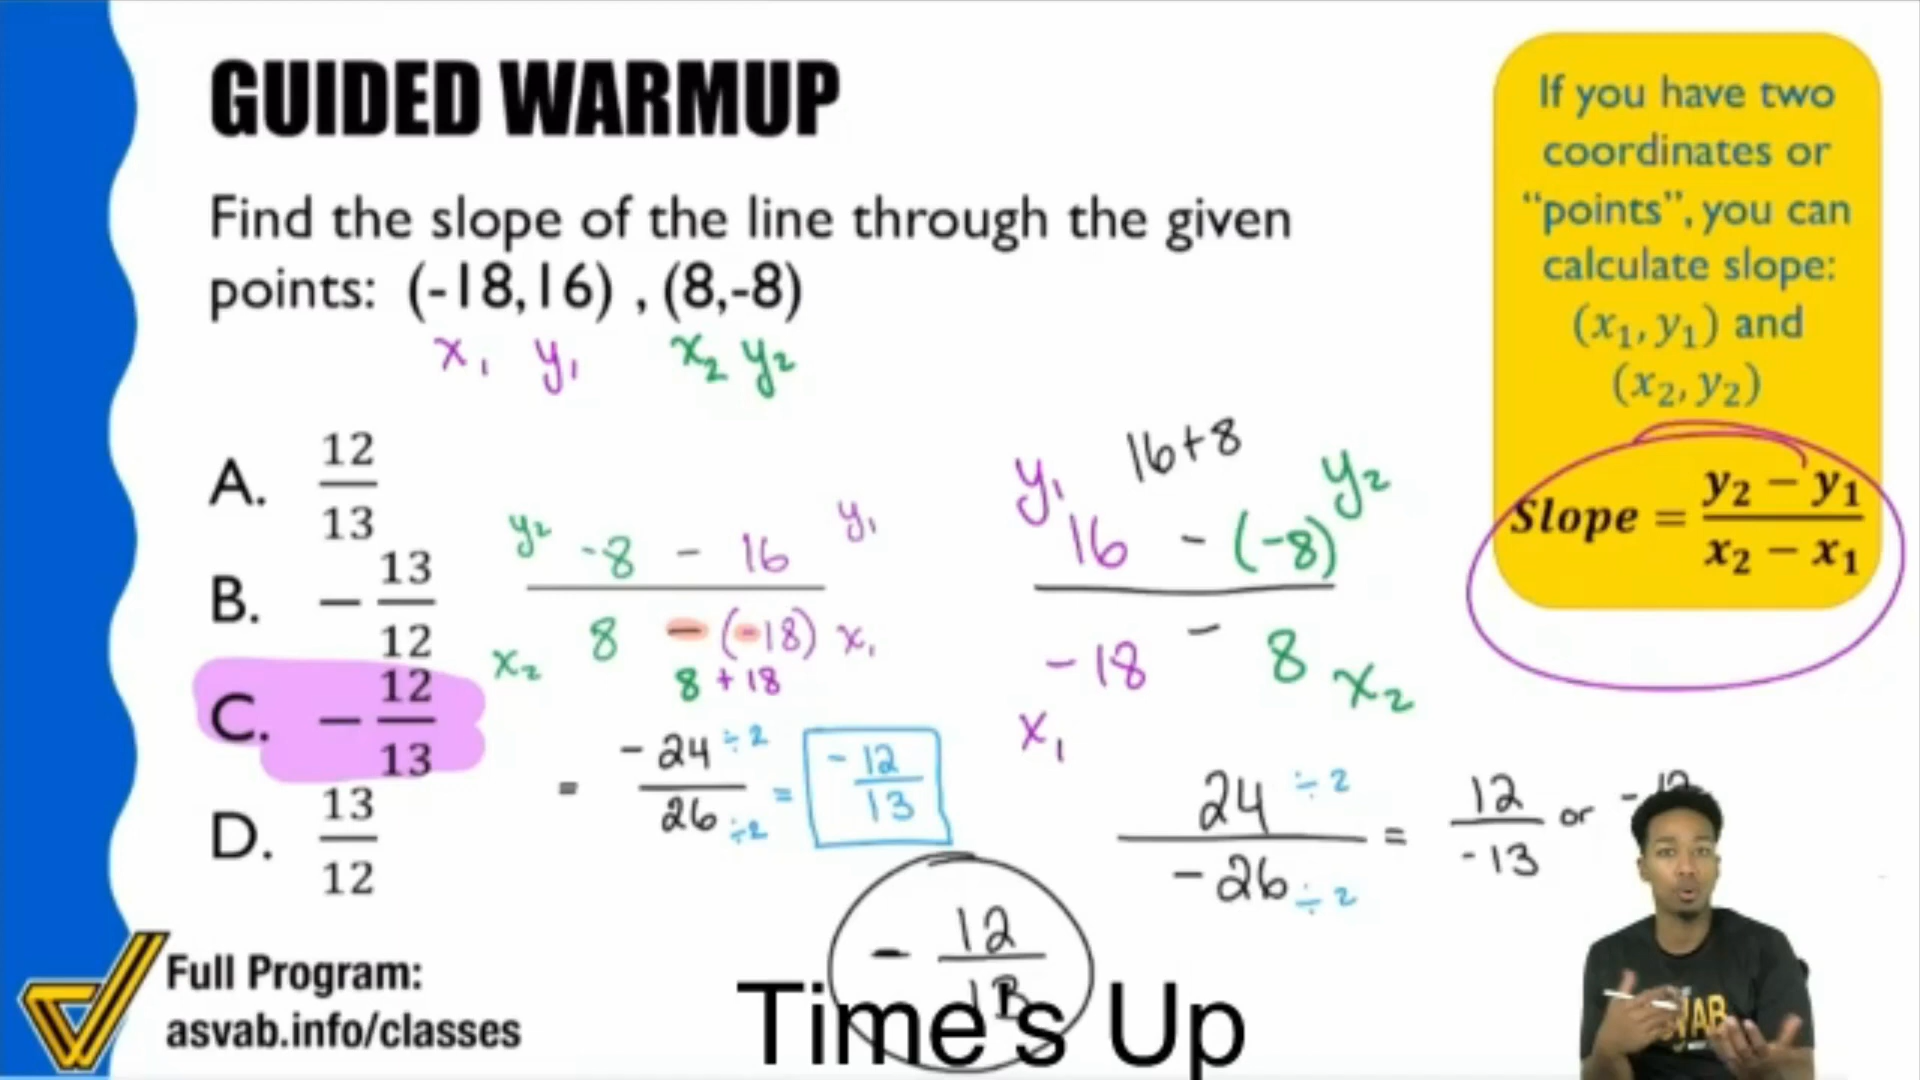 GUIDED WARMUP
Find the slope of the line through the given
points: (-18,16) , (8,-8)
x₁ y₁ x₂ y₂
A. 12/13
B. − 13/12
C. − 12/13
D. 13/12
y₂ -8 − 16 y₁
x₂ 8 − (-18) x₁
8 + 18
= -24 ÷2 / 26 ÷2 = -12/13
16+8
y₁ 16 - (-8) y₂
-18 - 8 x₂
x₁
24 ÷2 / -26 ÷2 = 12/-13 or
- 12
Full Program:
asvab.info/classes
Time's Up
If you have two
coordinates or
“points”, you can
calculate slope:
(x₁, y₁) and
(x₂, y₂)
Slope = y₂ − y₁ / x₂ − x₁